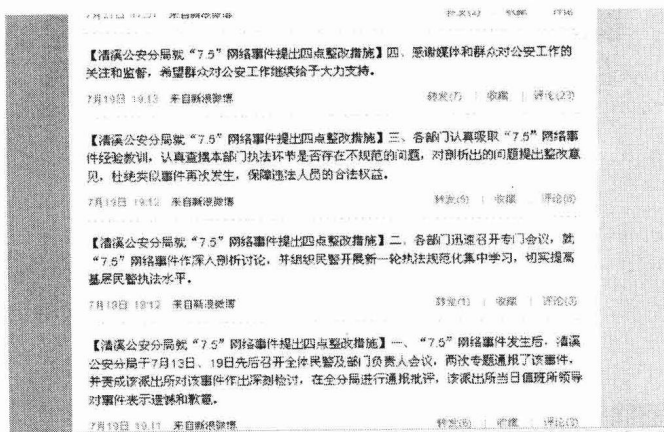 来自新浪微博 收藏
【清溪公安分局就“7.5”网络事件提出四点整改措施】四、感谢媒体和群众对公安工作的
关注和监督，希望群众对公安工作继续给予大力支持。
7月19日 19:13 来自新浪微博 转发(7) | 收藏 | 评论(23)
【清溪公安分局就“7.5”网络事件提出四点整改措施】三、各部门认真吸取“7.5”网络事
件经验教训，认真查摆本部门执法环节是否存在不规范的问题，对剖析出的问题提出整改意
见，杜绝类似事件再次发生，保障违法人员的合法权益。
7月19日 19:12 来自新浪微博 转发(5) | 收藏 | 评论(6)
【清溪公安分局就“7.5”网络事件提出四点整改措施】二、各部门迅速召开专门会议，就
“7.5”网络事件作深入剖析讨论，并组织民警开展新一轮执法规范化集中学习，切实提高
基层民警执法水平。
7月19日 19:12 来自新浪微博 转发(1) | 收藏 | 评论(3)
【清溪公安分局就“7.5”网络事件提出四点整改措施】一、“7.5”网络事件发生后，清溪
公安分局于7月13日、19日先后召开全体民警及部门负责人会议，两次专题通报了该事件，
并责成该派出所对该事件作出深刻检讨，在全分局进行通报批评，该派出所当日值班所领导
对事件表示遗憾和歉意。
7月19日 19:11 来自新浪微博 收藏